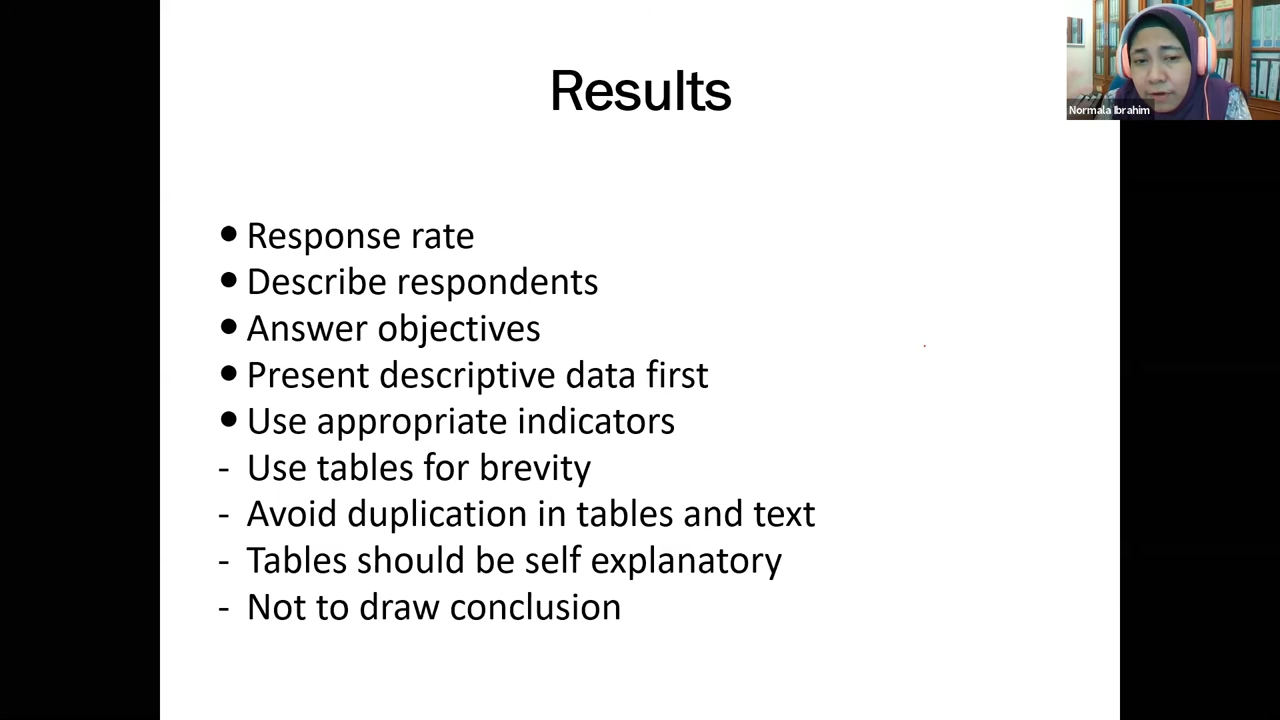 Results
Normala Ibrahim
• Response rate
• Describe respondents
• Answer objectives
• Present descriptive data first
• Use appropriate indicators
- Use tables for brevity
- Avoid duplication in tables and text
- Tables should be self explanatory
- Not to draw conclusion